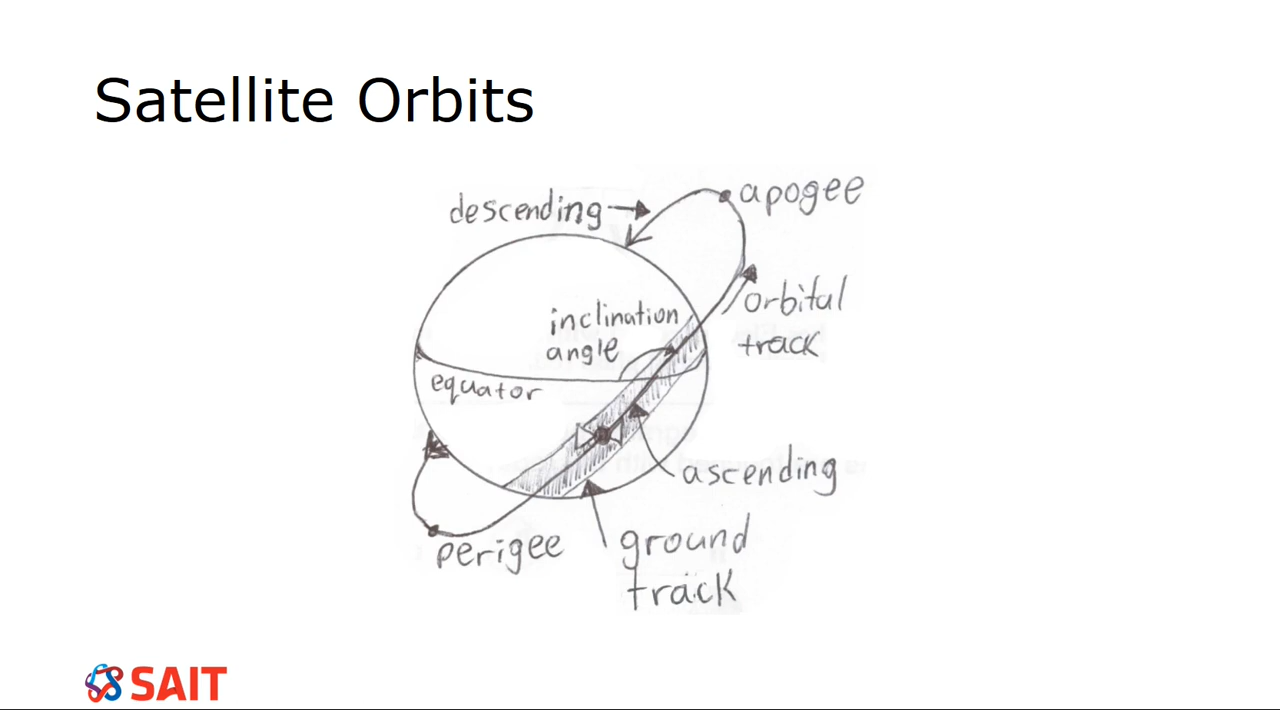 Satellite Orbits
descending
apogee
inclination
angle
orbital
track
equator
ascending
perigee
ground
track
SAIT